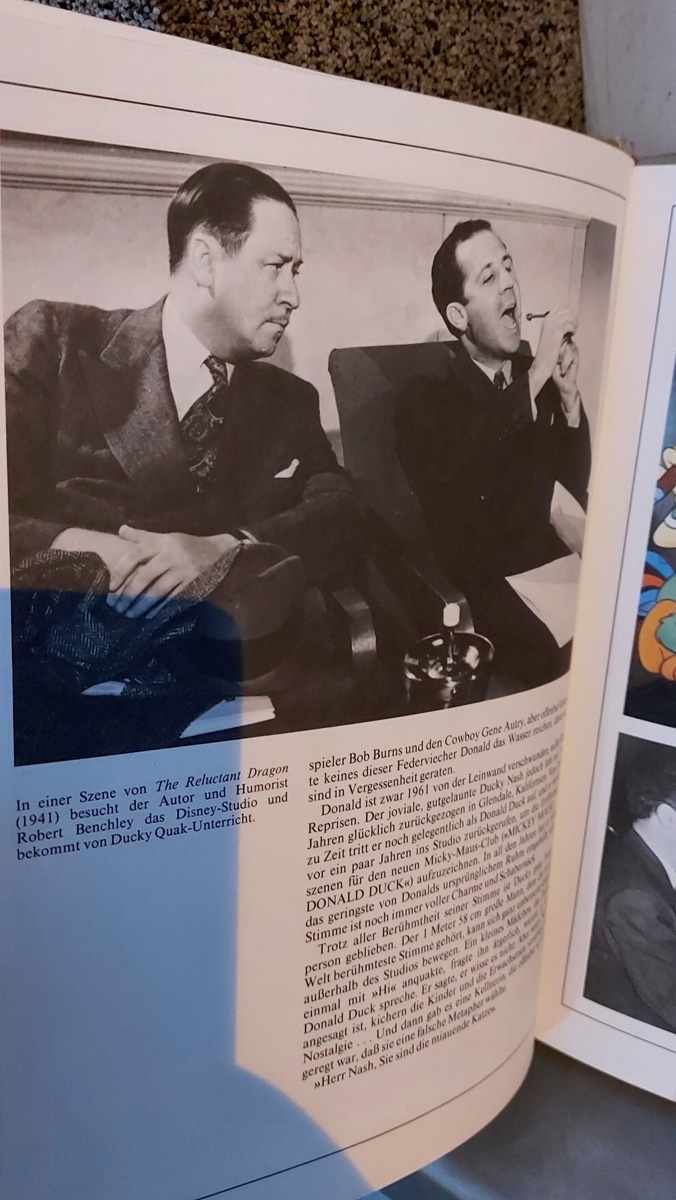 In einer Szene von The Reluctant Dragon
(1941) besucht der Autor und Humorist
Robert Benchley das Disney-Studio und
bekommt von Ducky Quak-Unterricht.
spieler Bob Burns und den Cowboy Gene Autry, aber
te keines dieser Federviecher Donald das Wasser reichen,
sind in Vergessenheit geraten.
Donald ist zwar 1961 von der Leinwand verschwunden,
Reprisen. Der joviale, gutgelaunte Ducky Nash jedoch
Jahren glücklich zurückgezogen in Glendale, Kalifornien.
zu Zeit tritt er noch gelegentlich als Donald Duck auf
vor ein paar Jahren ins Studio zurückgerufen, um die
szenen für den neuen Micky-Maus-Club (»MICKEY MOUSE
DONALD DUCK«) aufzuzeichnen. In all den Jahren hat
das geringste von Donalds ursprünglichem Ruhm
Stimme ist noch immer voller Charme und Schabernack.
Trotz aller Berühmtheit seiner Stimme ist Ducky
person geblieben. Der 1 Meter 58 cm große Mann, dem
Welt berühmteste Stimme gehört, kann sich ganz
außerhalb des Studios bewegen. Ein kleines Mädchen, das
einmal mit »Hi« anquakte, fragte ihn ärgerlich,
Donald Duck spreche. Er sagte, er wisse es nicht. Aber
angesagt ist, kichern die Kinder und die Erwachsenen
Nostalgie . . . Und dann gab es eine Kellnerin, die
geregt war, daß sie eine falsche Metapher wählte.
»Herr Nash, Sie sind die miauende Katze«.